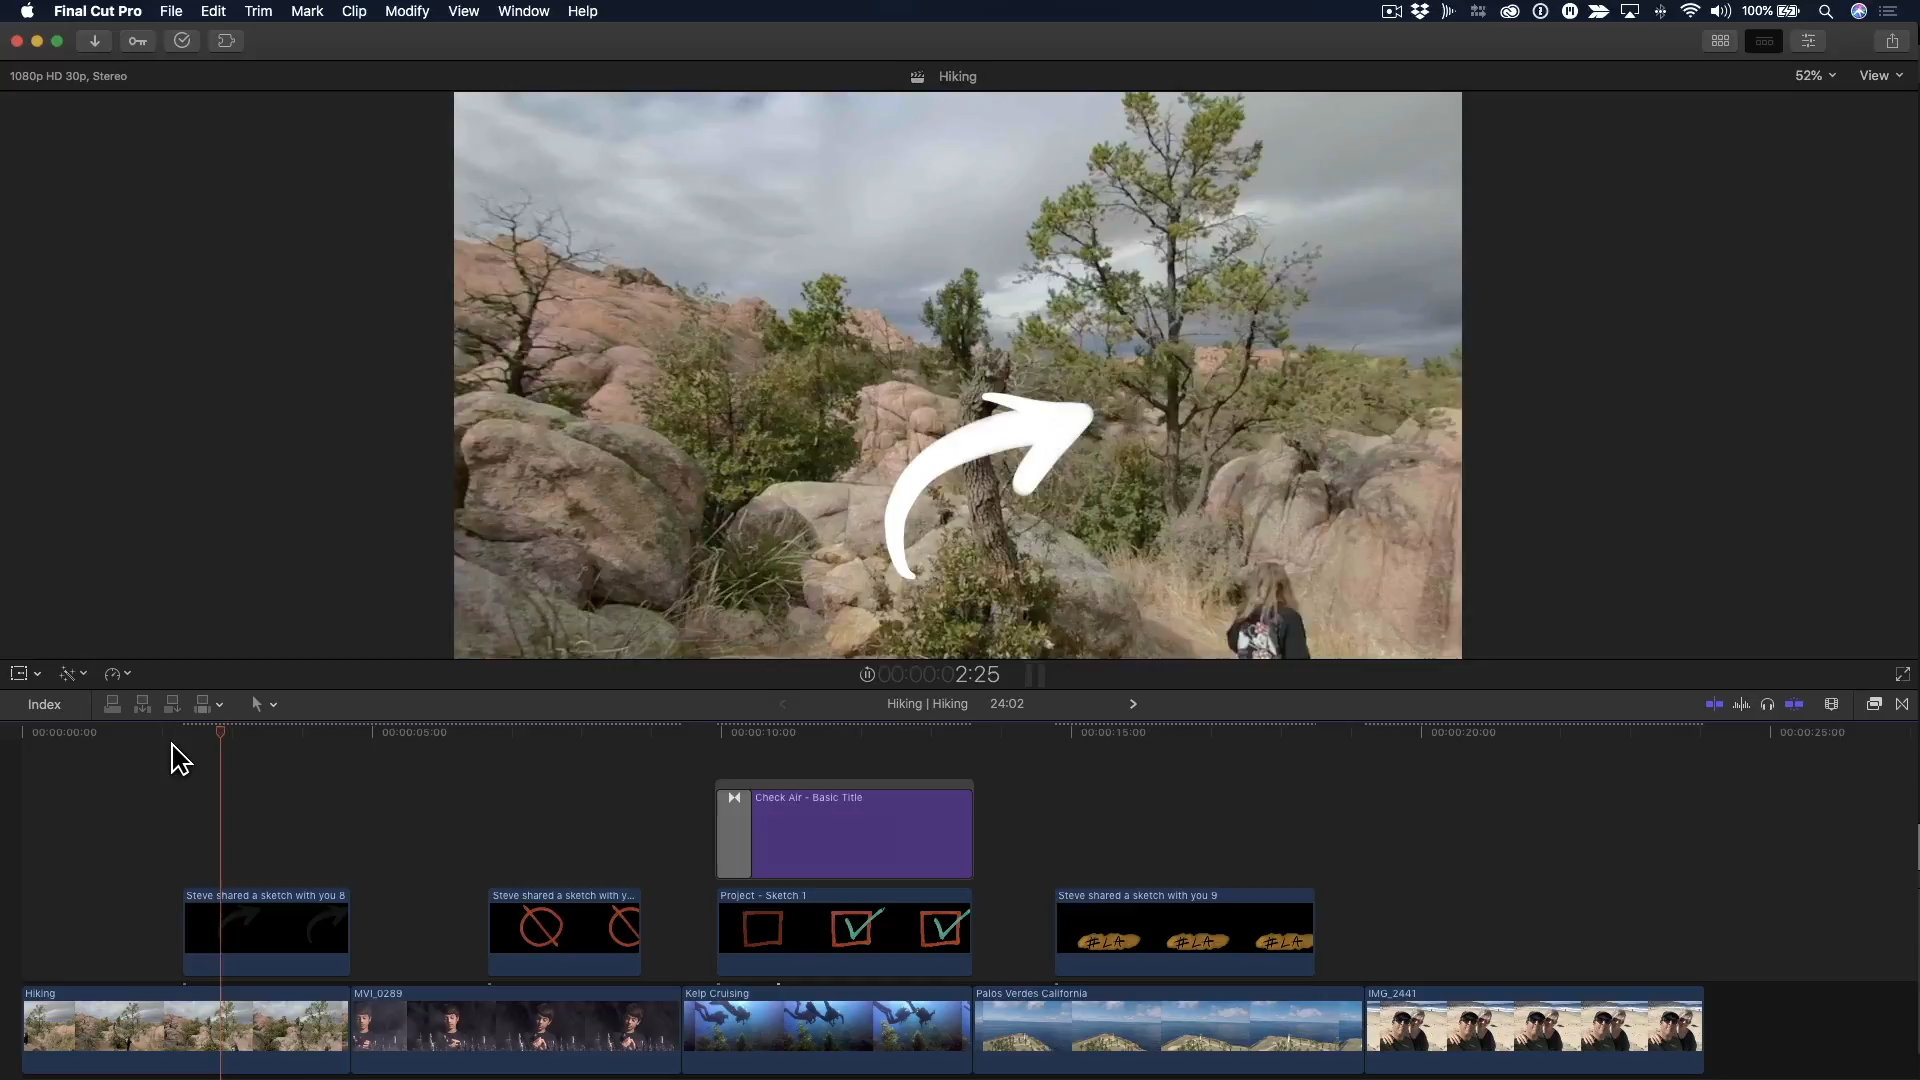 Final Cut Pro File Edit Trim Mark Clip Modify View Window Help 100%
1080p HD 30p, Stereo Hiking 52% View
00:00:02:25
Index Hiking | Hiking 24:02
00:00:00:00 00:00:05:00 00:00:10:00 00:00:15:00 00:00:20:00 00:00:25:00
Check Air - Basic Title
Steve shared a sketch with you 8 Steve shared a sketch with y... Project - Sketch 1 Steve shared a sketch with you 9
#LA #LA #LA
Hiking MVI_0289 Kelp Cruising Palos Verdes California IMG_2441